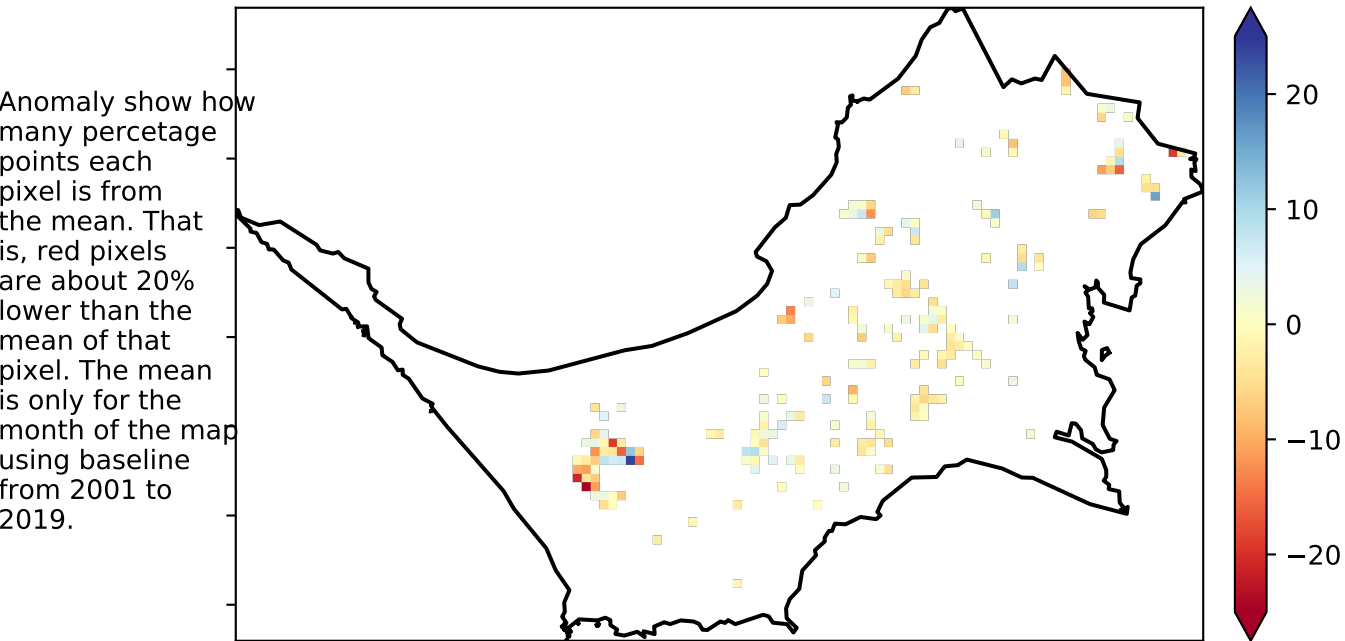 Anomaly show how
many percetage
points each
pixel is from
the mean. That
is, red pixels
are about 20%
lower than the
mean of that
pixel. The mean
is only for the
month of the map
using baseline
from 2001 to
2019.
20
10
0
−10
−20